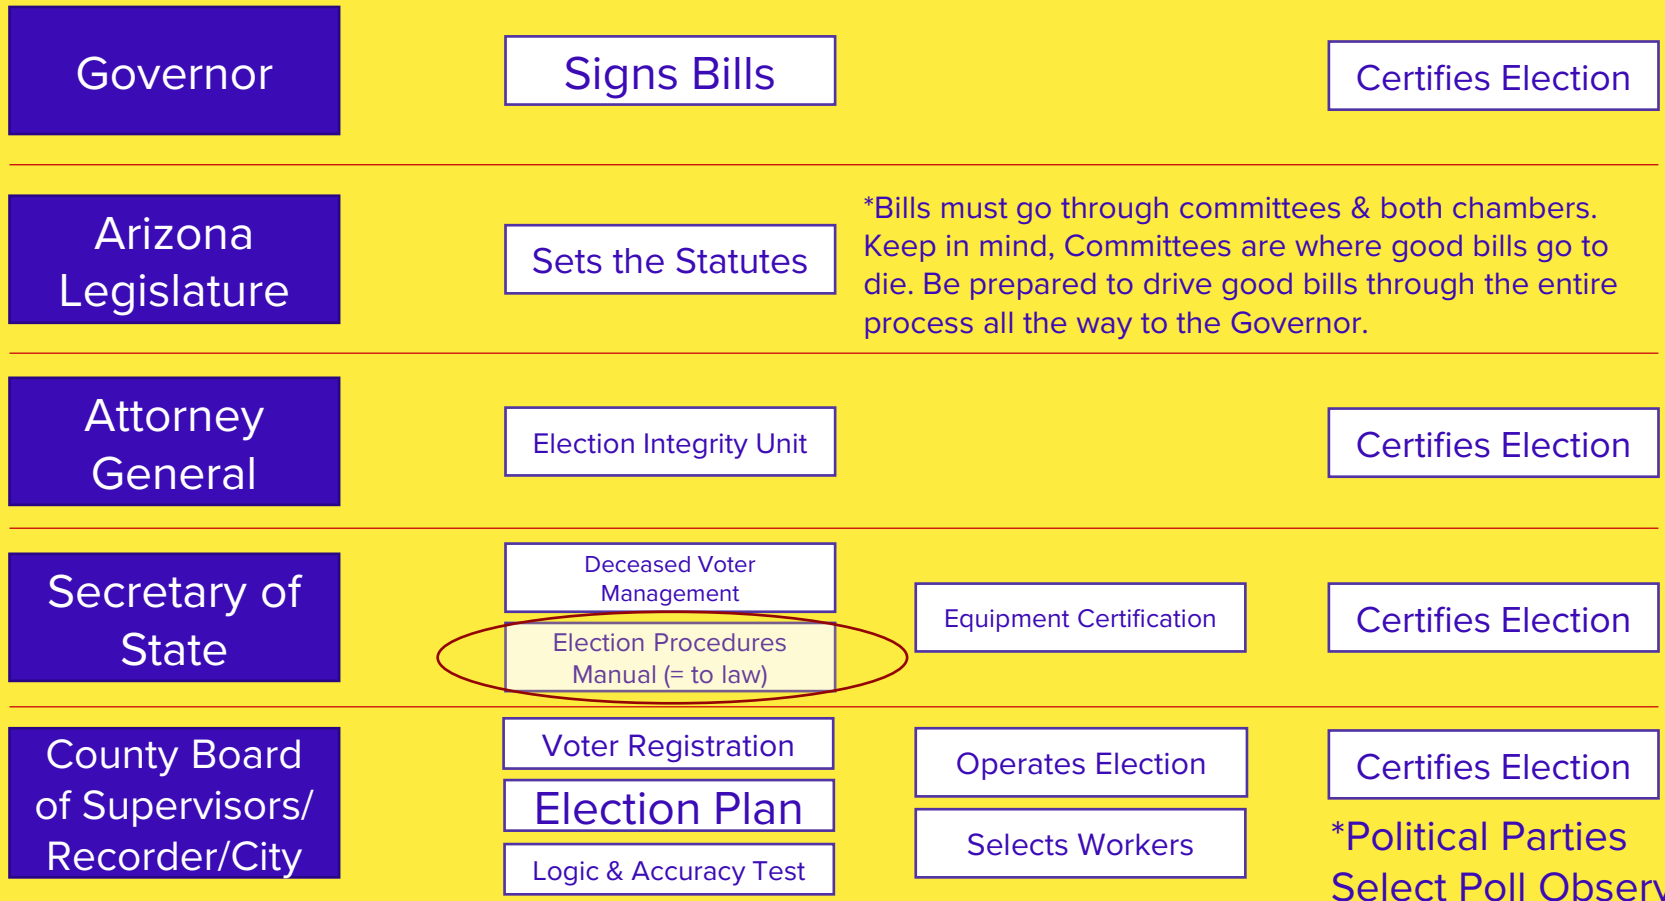 Governor
Signs Bills
Certifies Election
Arizona
Legislature
Sets the Statutes
*Bills must go through committees & both chambers.
Keep in mind, Committees are where good bills go to
die. Be prepared to drive good bills through the entire
process all the way to the Governor.
Attorney
General
Election Integrity Unit
Certifies Election
Secretary of
State
Deceased Voter
Management
Election Procedures
Manual (= to law)
Equipment Certification
Certifies Election
County Board
of Supervisors/
Recorder/City
Voter Registration
Election Plan
Logic & Accuracy Test
Operates Election
Selects Workers
Certifies Election
*Political Parties
Select Poll